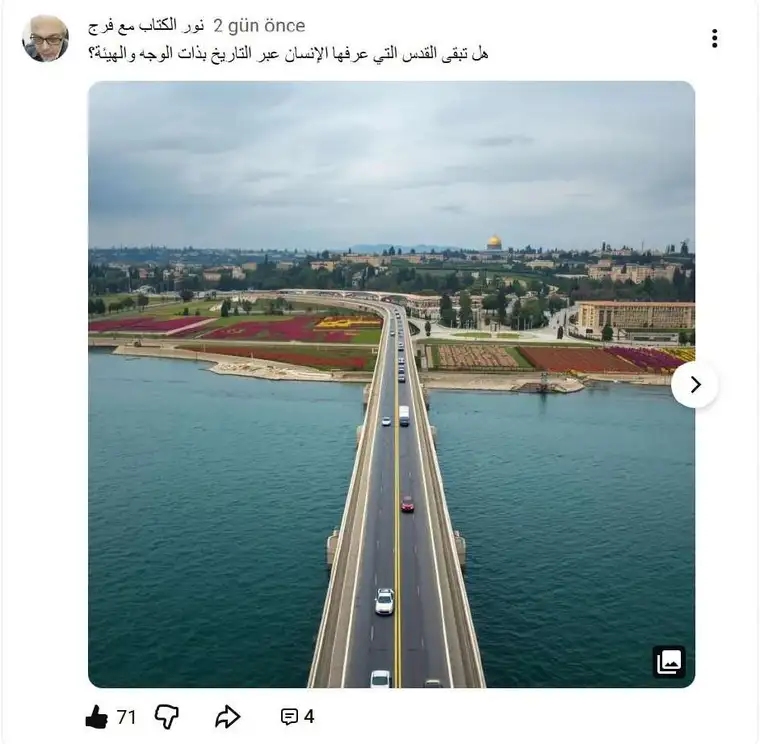 نور الكتاب مع فرج 2 gün önce
هل تبقى القدس التي عرفها الإنسان عبر التاريخ بذات الوجه والهيئة؟
71 4